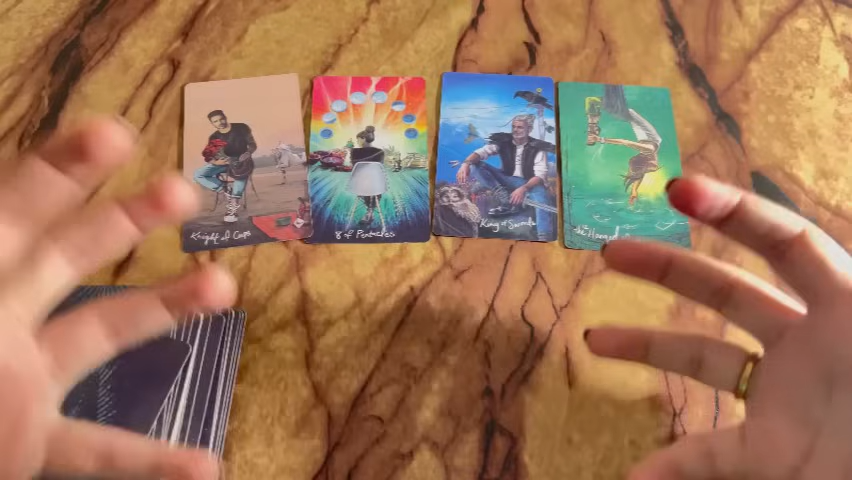 Knight of Cups
8 of Pentacles
King of Swords
the Hanged